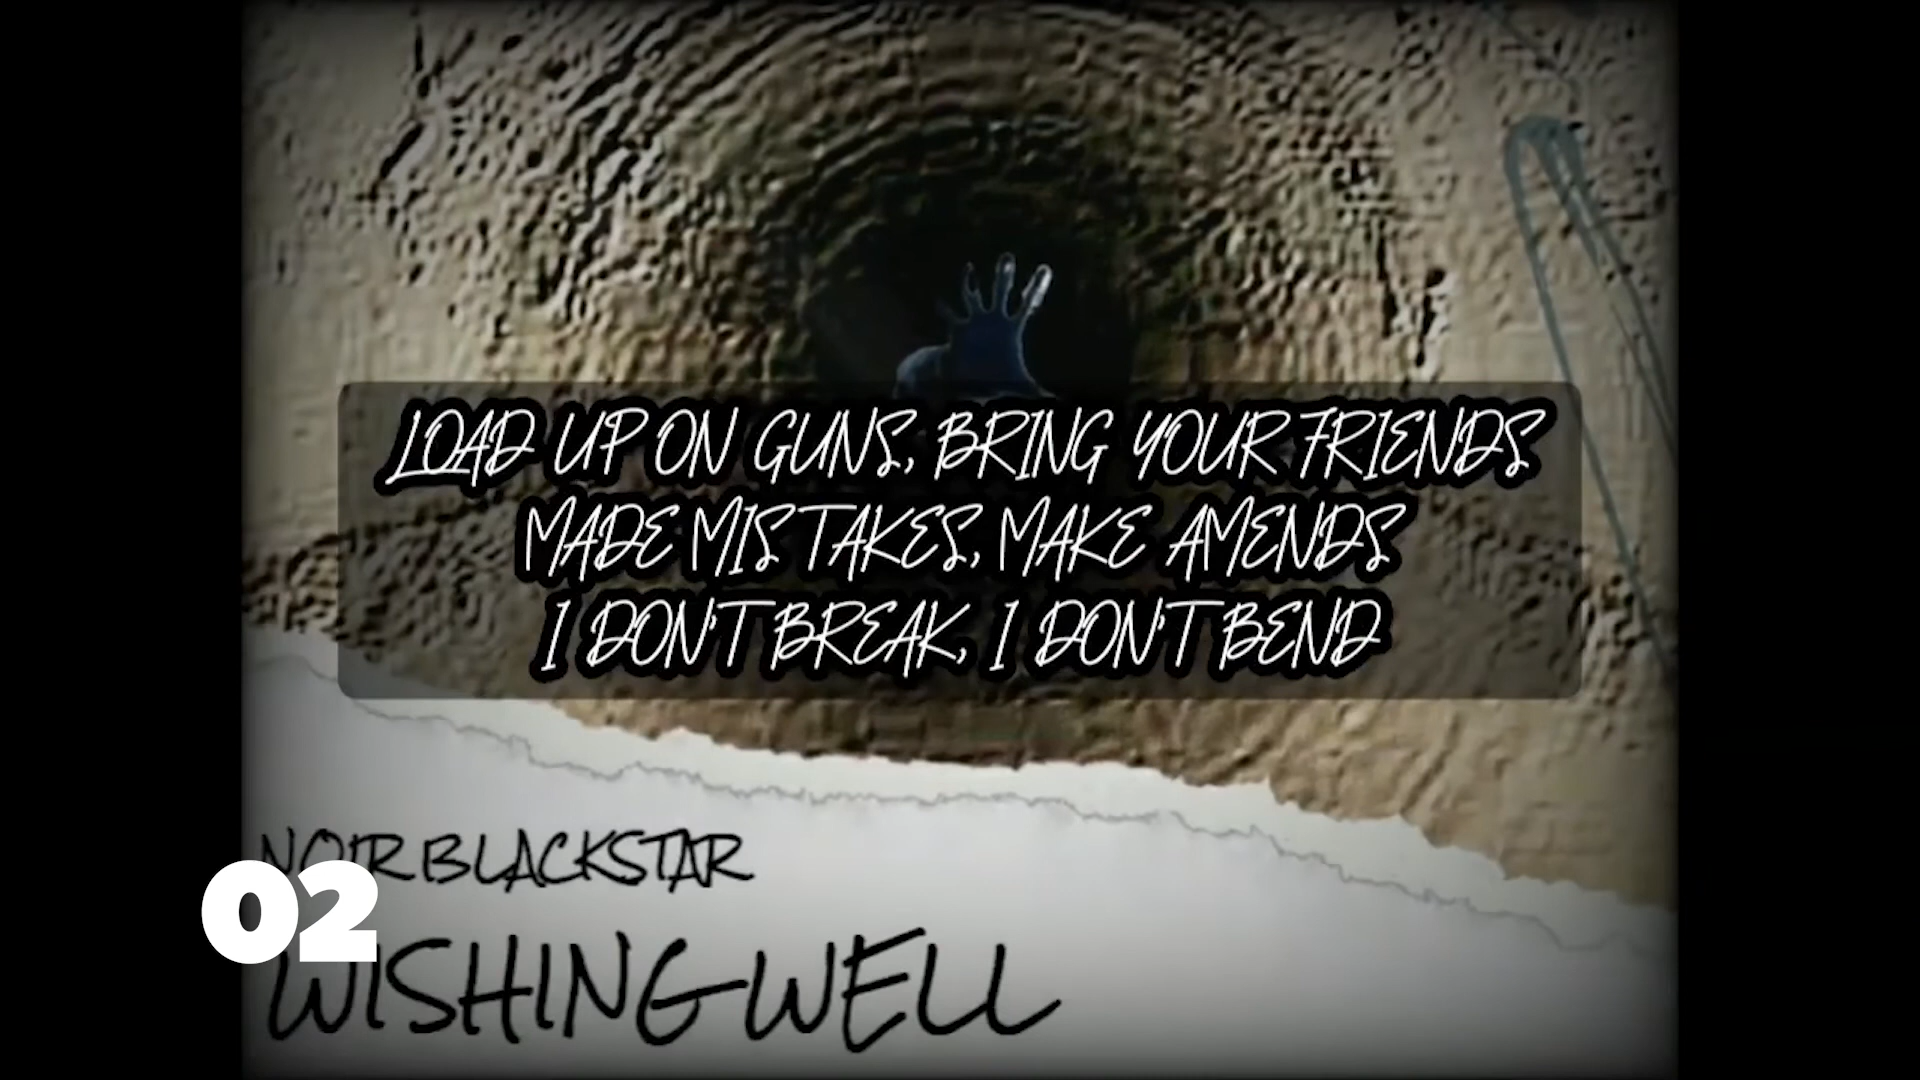 LOAD UP ON GUNS, BRING YOUR FRIENDS
MADE MISTAKES, MAKE AMENDS
I DON'T BREAK, I DON'T BEND
NOIR BLACKSTAR
02
WISHING WELL